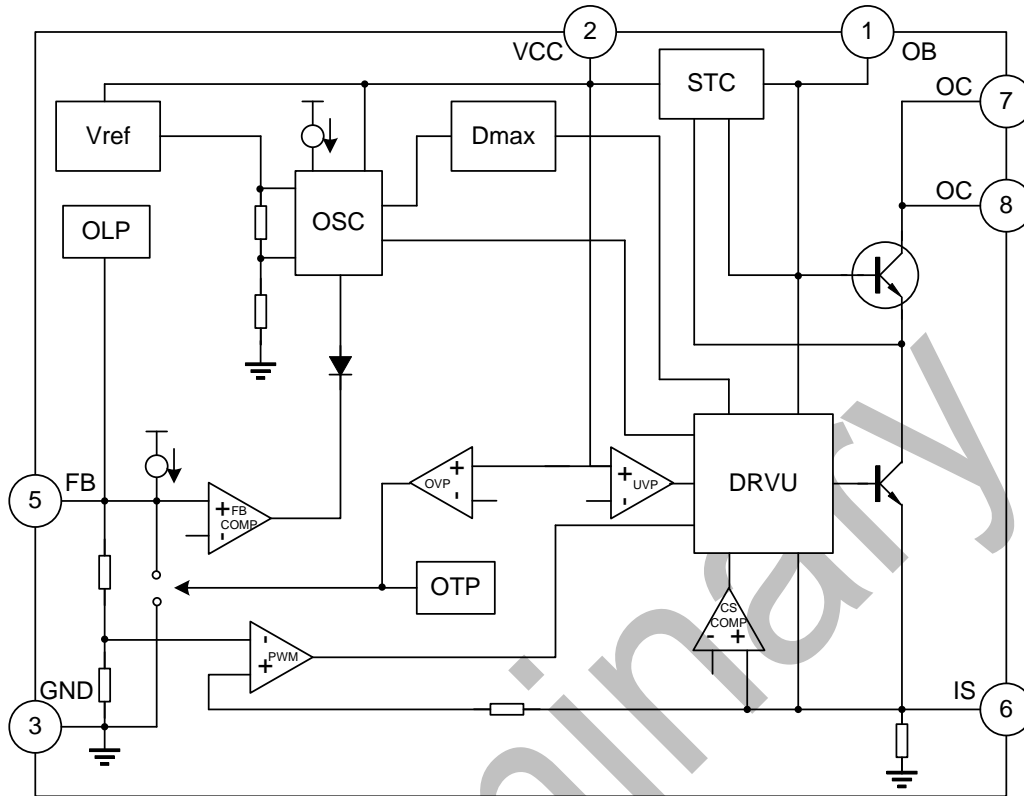 2
1
VCC
OB
STC
OC
7
Vref
Dmax
OC
8
OLP
OSC
5
FB
+
-
FB
COMP
OVP
+
-
+
-
UVP
DRVU
OTP
CS
COMP
-
+
-
+
PWM
GND
3
IS
6
minary